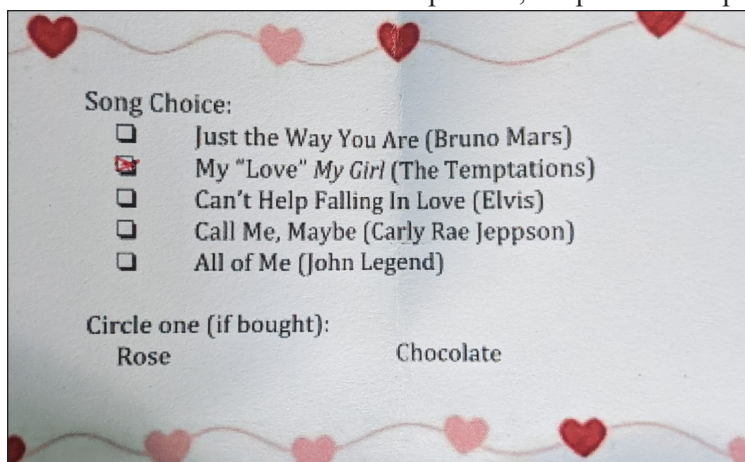 Song Choice:
Just the Way You Are (Bruno Mars)
My "Love" My Girl (The Temptations)
Can't Help Falling In Love (Elvis)
Call Me, Maybe (Carly Rae Jeppson)
All of Me (John Legend)
Circle one (if bought):
Rose Chocolate